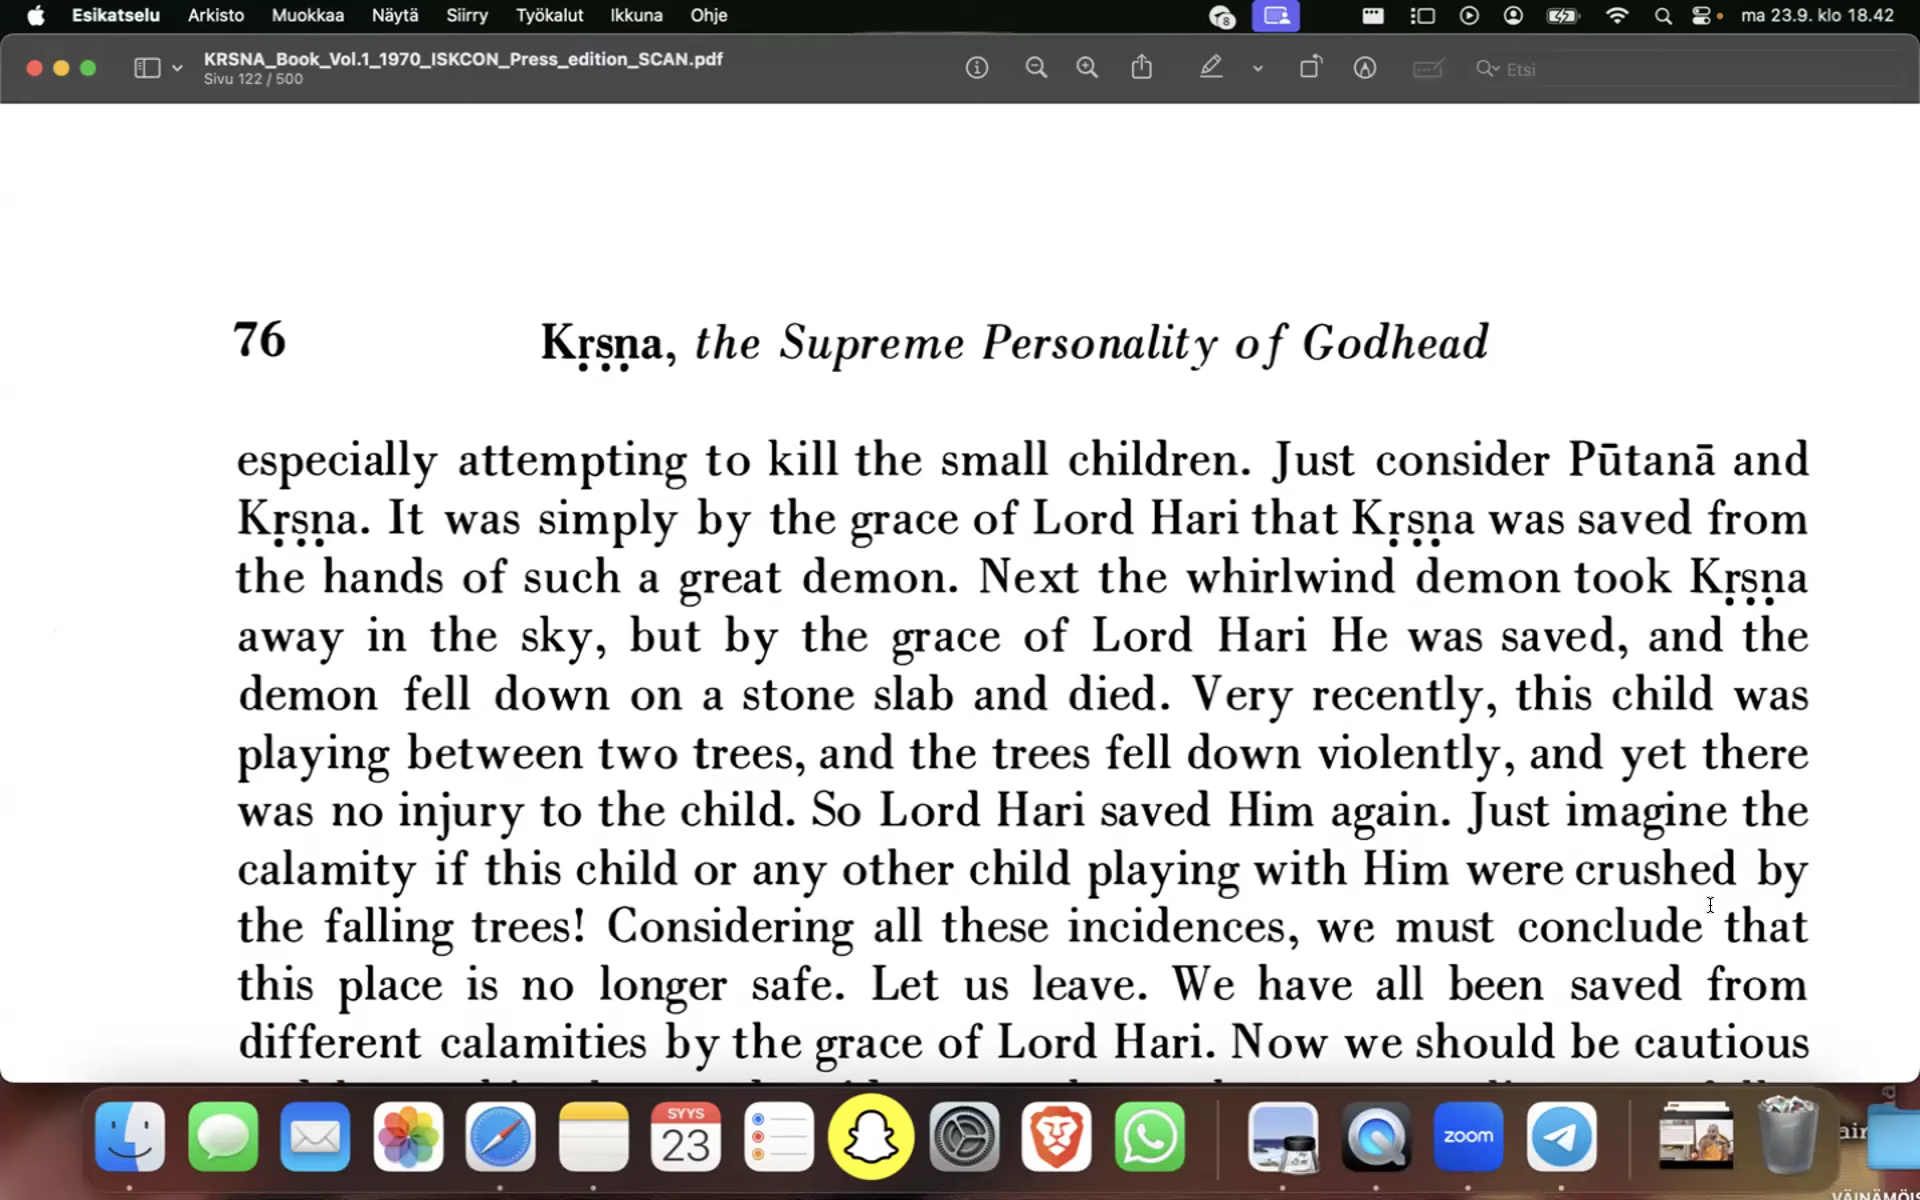 Esikatselu Arkisto Muokkaa Näytä Siirry Työkalut Ikkuna Ohje 8 ma 23.9. klo 18.42
KRSNA_Book_Vol.1_1970_ISKCON_Press_edition_SCAN.pdf
Sivu 122 / 500
Etsi
76 Kṛṣṇa, the Supreme Personality of Godhead
especially attempting to kill the small children. Just consider Pūtanā and
Kṛṣṇa. It was simply by the grace of Lord Hari that Kṛṣṇa was saved from
the hands of such a great demon. Next the whirlwind demon took Kṛṣṇa
away in the sky, but by the grace of Lord Hari He was saved, and the
demon fell down on a stone slab and died. Very recently, this child was
playing between two trees, and the trees fell down violently, and yet there
was no injury to the child. So Lord Hari saved Him again. Just imagine the
calamity if this child or any other child playing with Him were crushed by
the falling trees! Considering all these incidences, we must conclude that
this place is no longer safe. Let us leave. We have all been saved from
different calamities by the grace of Lord Hari. Now we should be cautious
SYYS
23
zoom